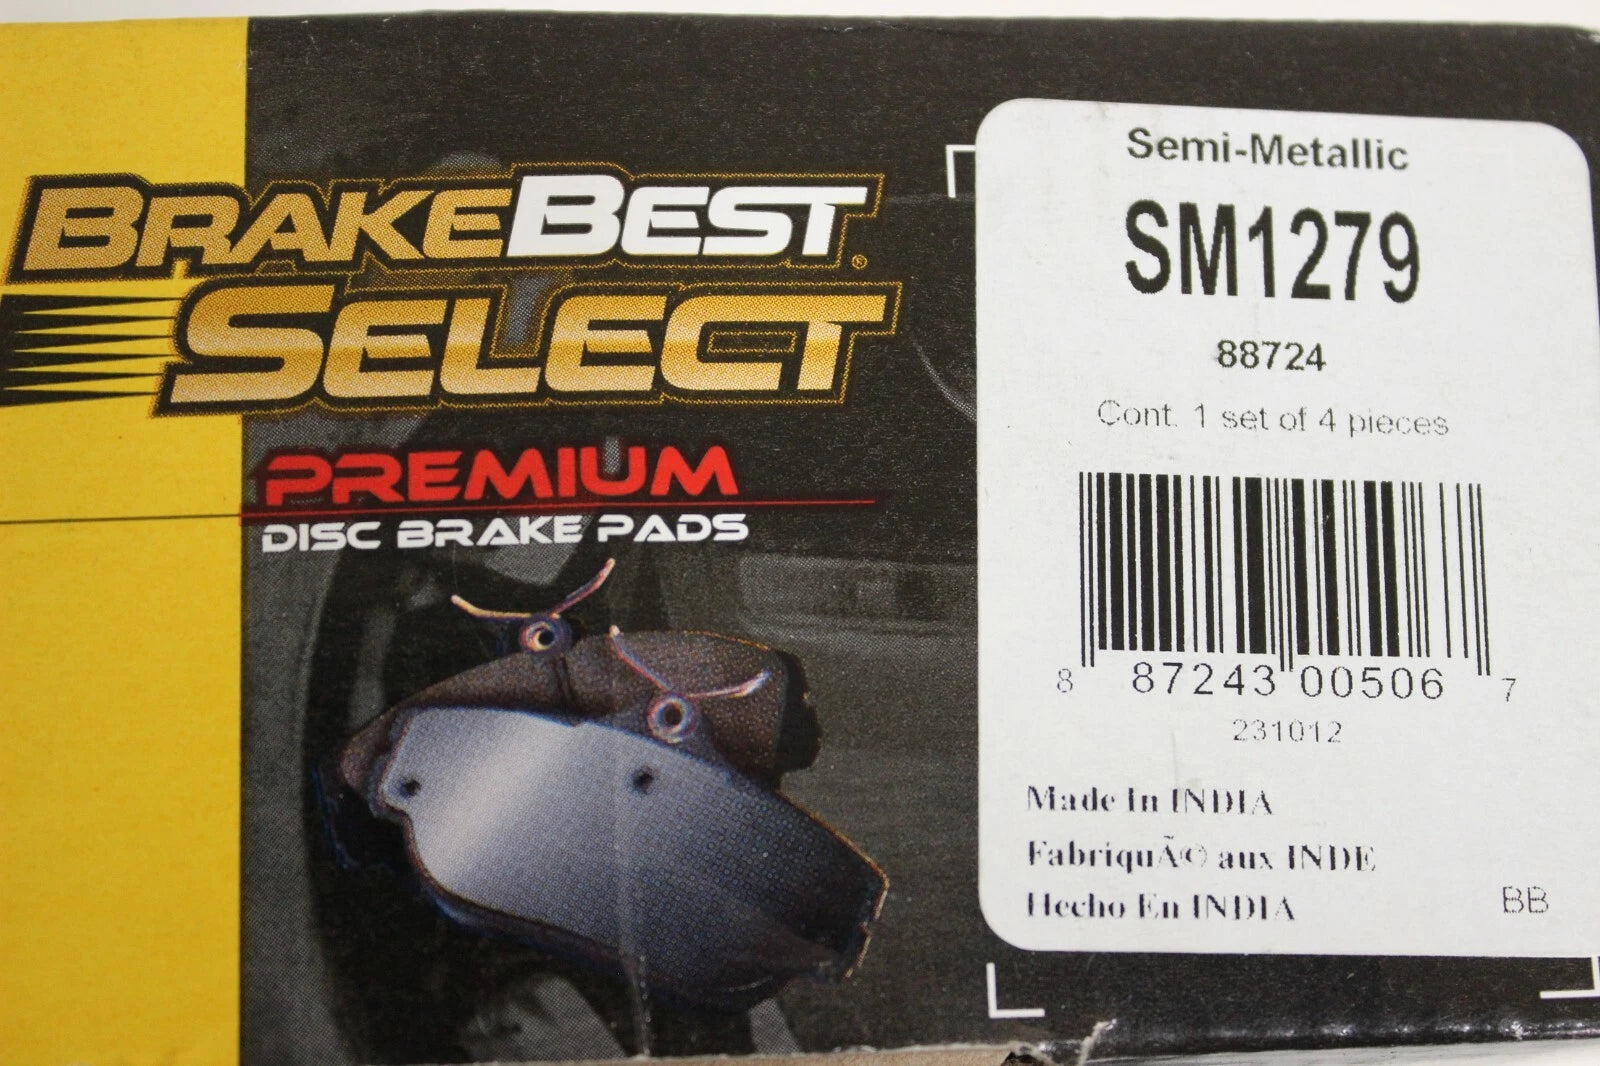 BRAKEBEST®
SELECT
PREMIUM
DISC BRAKE PADS
Semi-Metallic
SM1279
88724
Cont. 1 set of 4 pieces
8 87243 00506 7
231012
Made In INDIA
FabriquÃ© aux INDE
Hecho En INDIA
BB